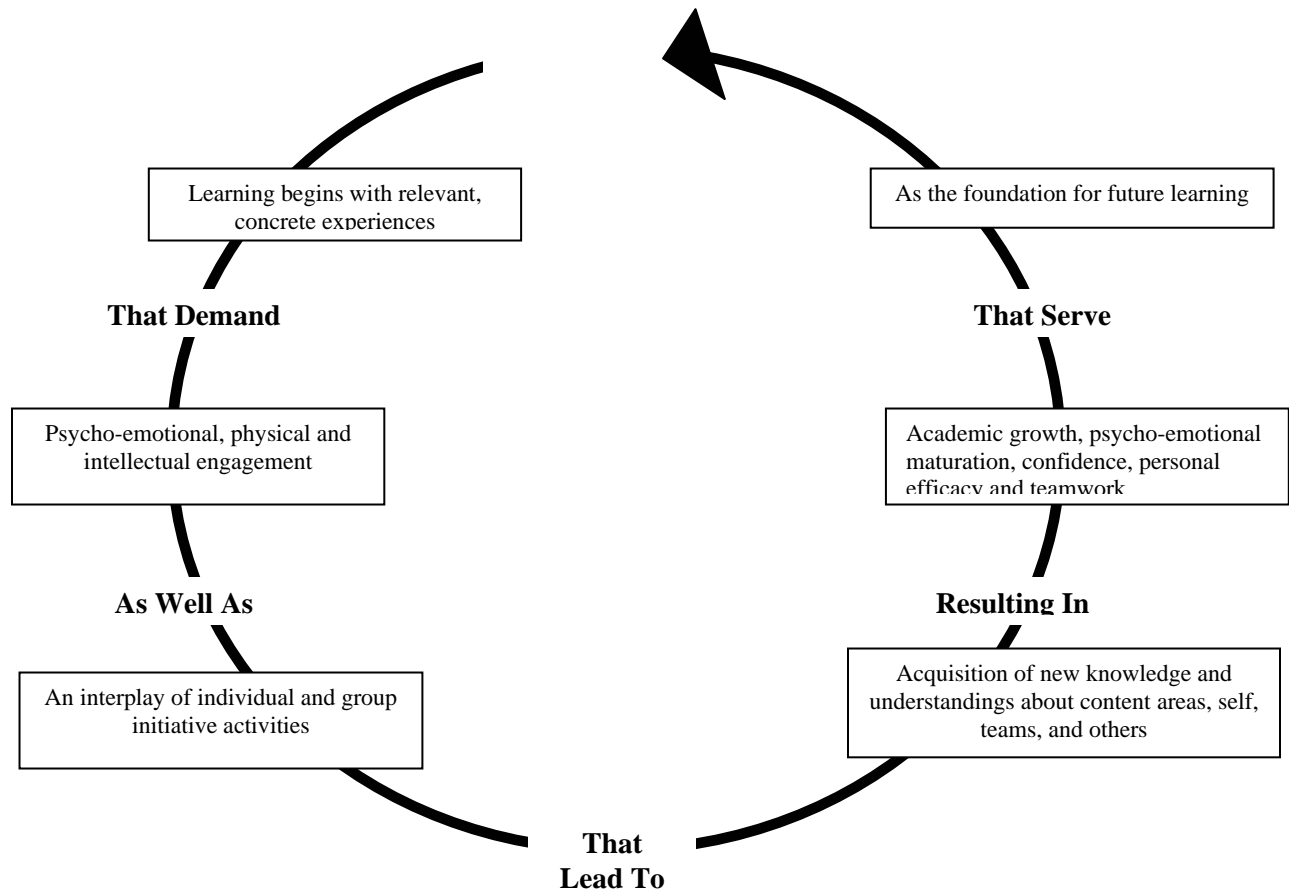 Learning begins with relevant,
concrete experiences
That Demand
Psycho-emotional, physical and
intellectual engagement
As Well As
An interplay of individual and group
initiative activities
That
Lead To
Acquisition of new knowledge and
understandings about content areas, self,
teams, and others
Resulting In
Academic growth, psycho-emotional
maturation, confidence, personal
efficacy and teamwork
That Serve
As the foundation for future learning